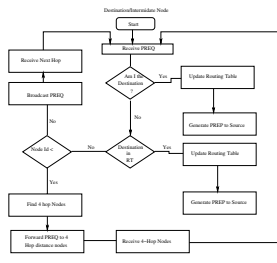 Destination/Intermidate Node
Start
Receive PREQ
Receive Next Hop
Am I the
Destination
?
Yes
Update Routing Table
Broadcast PREQ
No
Generate PREP to Source
No
Node Id <
No
Destination
in
RT
Yes
Update Routing Table
Yes
Find 4 hop Nodes
Generate PREP to Source
Forward PREQ to 4
Hop distance nodes
Receive 4-Hop Nodes